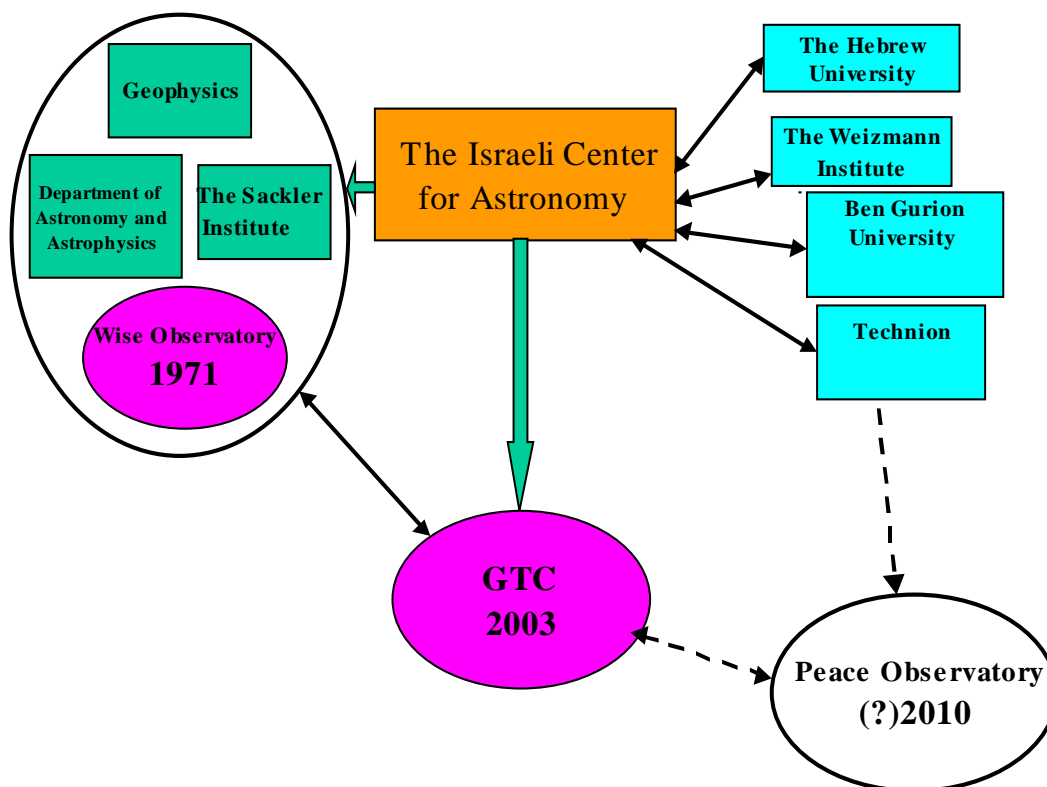 Geophysics
Department of
Astronomy and
Astrophysics
The Sackler
Institute
Wise Observatory
1971
The Israeli Center
for Astronomy
The Hebrew
University
The Weizmann
Institute
Ben Gurion
University
Technion
GTC
2003
Peace Observatory
(?)2010